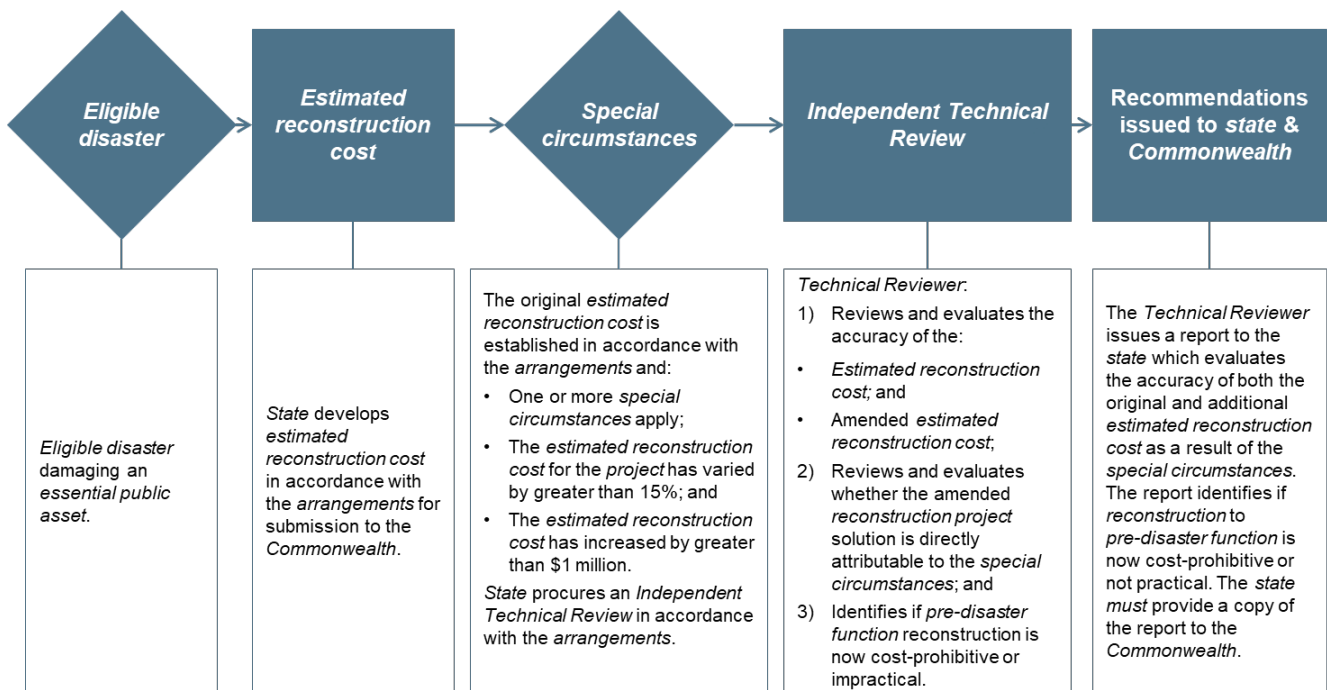 Eligible
disaster
Estimated
reconstruction
cost
Special
circumstances
Independent Technical
Review
Recommendations
issued to state &
Commonwealth
Eligible disaster
damaging an
essential public
asset.
State develops
estimated
reconstruction cost
in accordance with
the arrangements for
submission to the
Commonwealth.
The original estimated
reconstruction cost is
established in accordance with
the arrangements and:
• One or more special
circumstances apply;
• The estimated reconstruction
cost for the project has varied
by greater than 15%; and
• The estimated reconstruction
cost has increased by greater
than $1 million.
State procures an Independent
Technical Review in accordance
with the arrangements.
Technical Reviewer:
1) Reviews and evaluates the
accuracy of the:
• Estimated reconstruction
cost; and
• Amended estimated
reconstruction cost;
2) Reviews and evaluates
whether the amended
reconstruction project
solution is directly
attributable to the special
circumstances; and
3) Identifies if pre-disaster
function reconstruction is
now cost-prohibitive or
impractical.
The Technical Reviewer
issues a report to the
state which evaluates
the accuracy of both the
original and additional
estimated reconstruction
cost as a result of the
special circumstances.
The report identifies if
reconstruction to
pre-disaster function is
now cost-prohibitive or
not practical. The state
must provide a copy of
the report to the
Commonwealth.